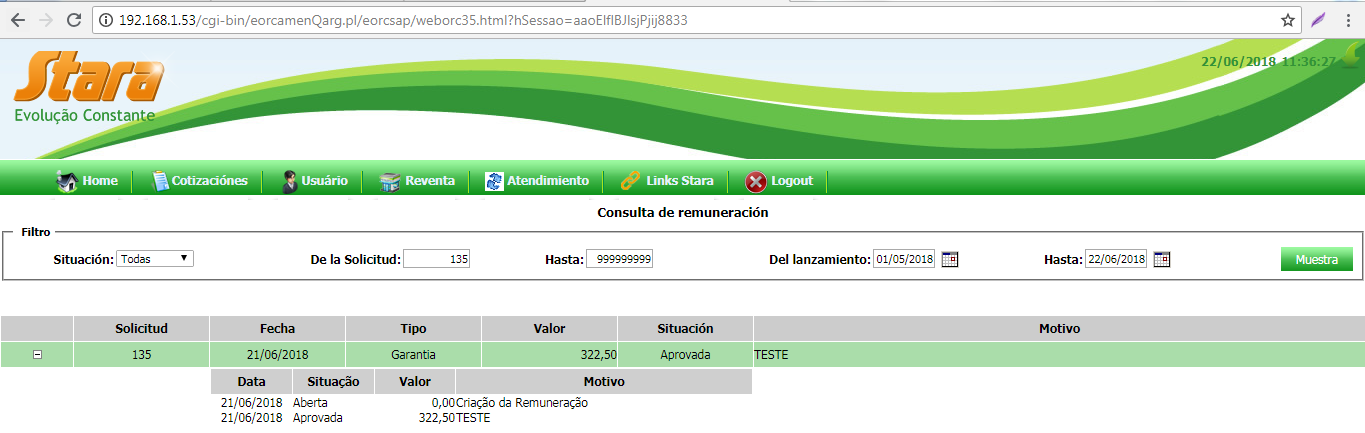 192.168.1.53/cgi-bin/eorcamenQarg.pl/eorcsap/weborc35.html?hSessao=aaoEIflBJlsjPjij8833
Stara
Evolução Constante
22/06/2018 11:36:27
Home Cotizaciónes Usuário Reventa Atendimiento Links Stara Logout
Consulta de remuneración
Filtro
Situación: Todas De la Solicitud: 135 Hasta: 999999999 Del lanzamiento: 01/05/2018 Hasta: 22/06/2018 Muestra
Solicitud Fecha Tipo Valor Situación Motivo
135 21/06/2018 Garantia 322,50 Aprovada TESTE
Data Situação Valor Motivo
21/06/2018 Aberta 0,00 Criação da Remuneração
21/06/2018 Aprovada 322,50 TESTE